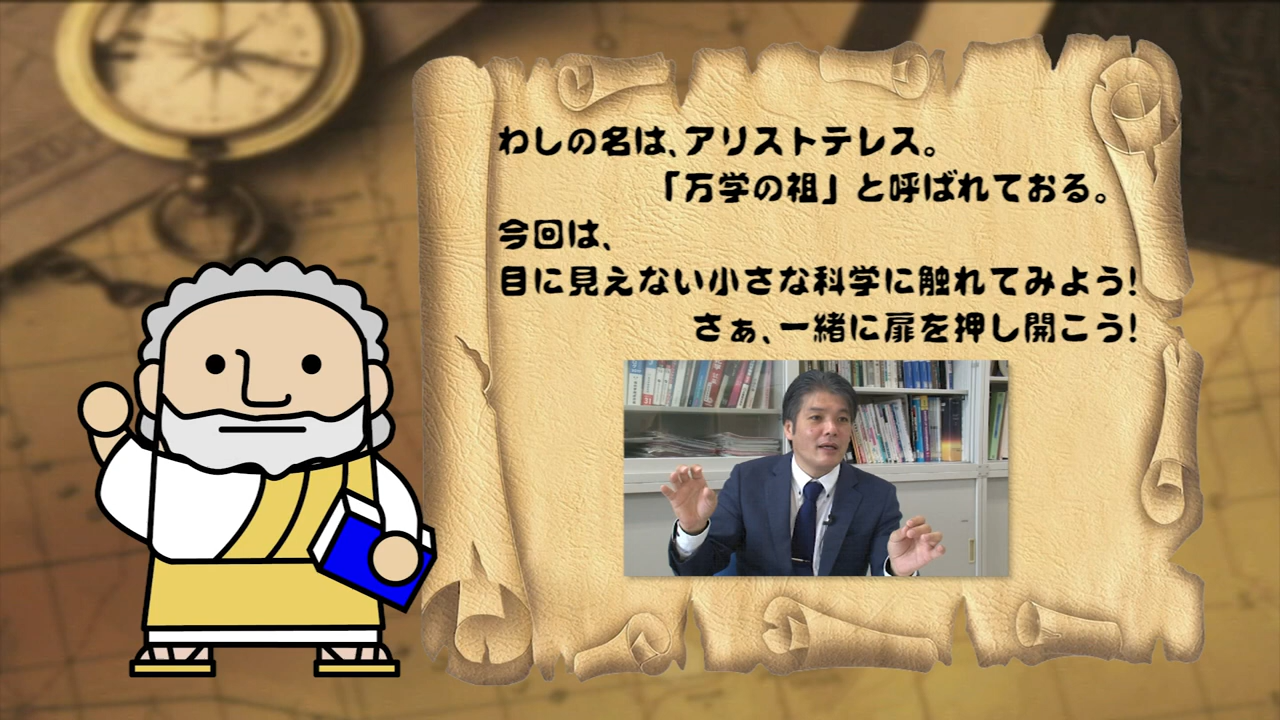 わしの名は、アリストテレス。
「万学の祖」と呼ばれておる。
今回は、
目に見えない小さな科学に触れてみよう!
さぁ、一緒に扉を押し開こう!